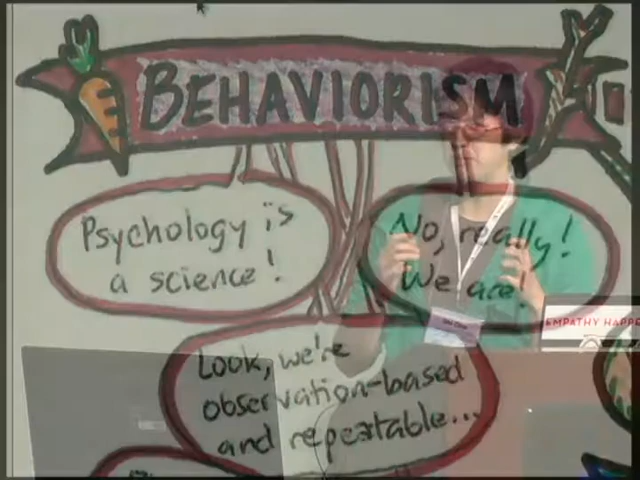 BEHAVIORISM
Psychology is
a science!
No, really!
We are!
EMPATHY HAPPE
Look, we're
observation-based
and repeatable...